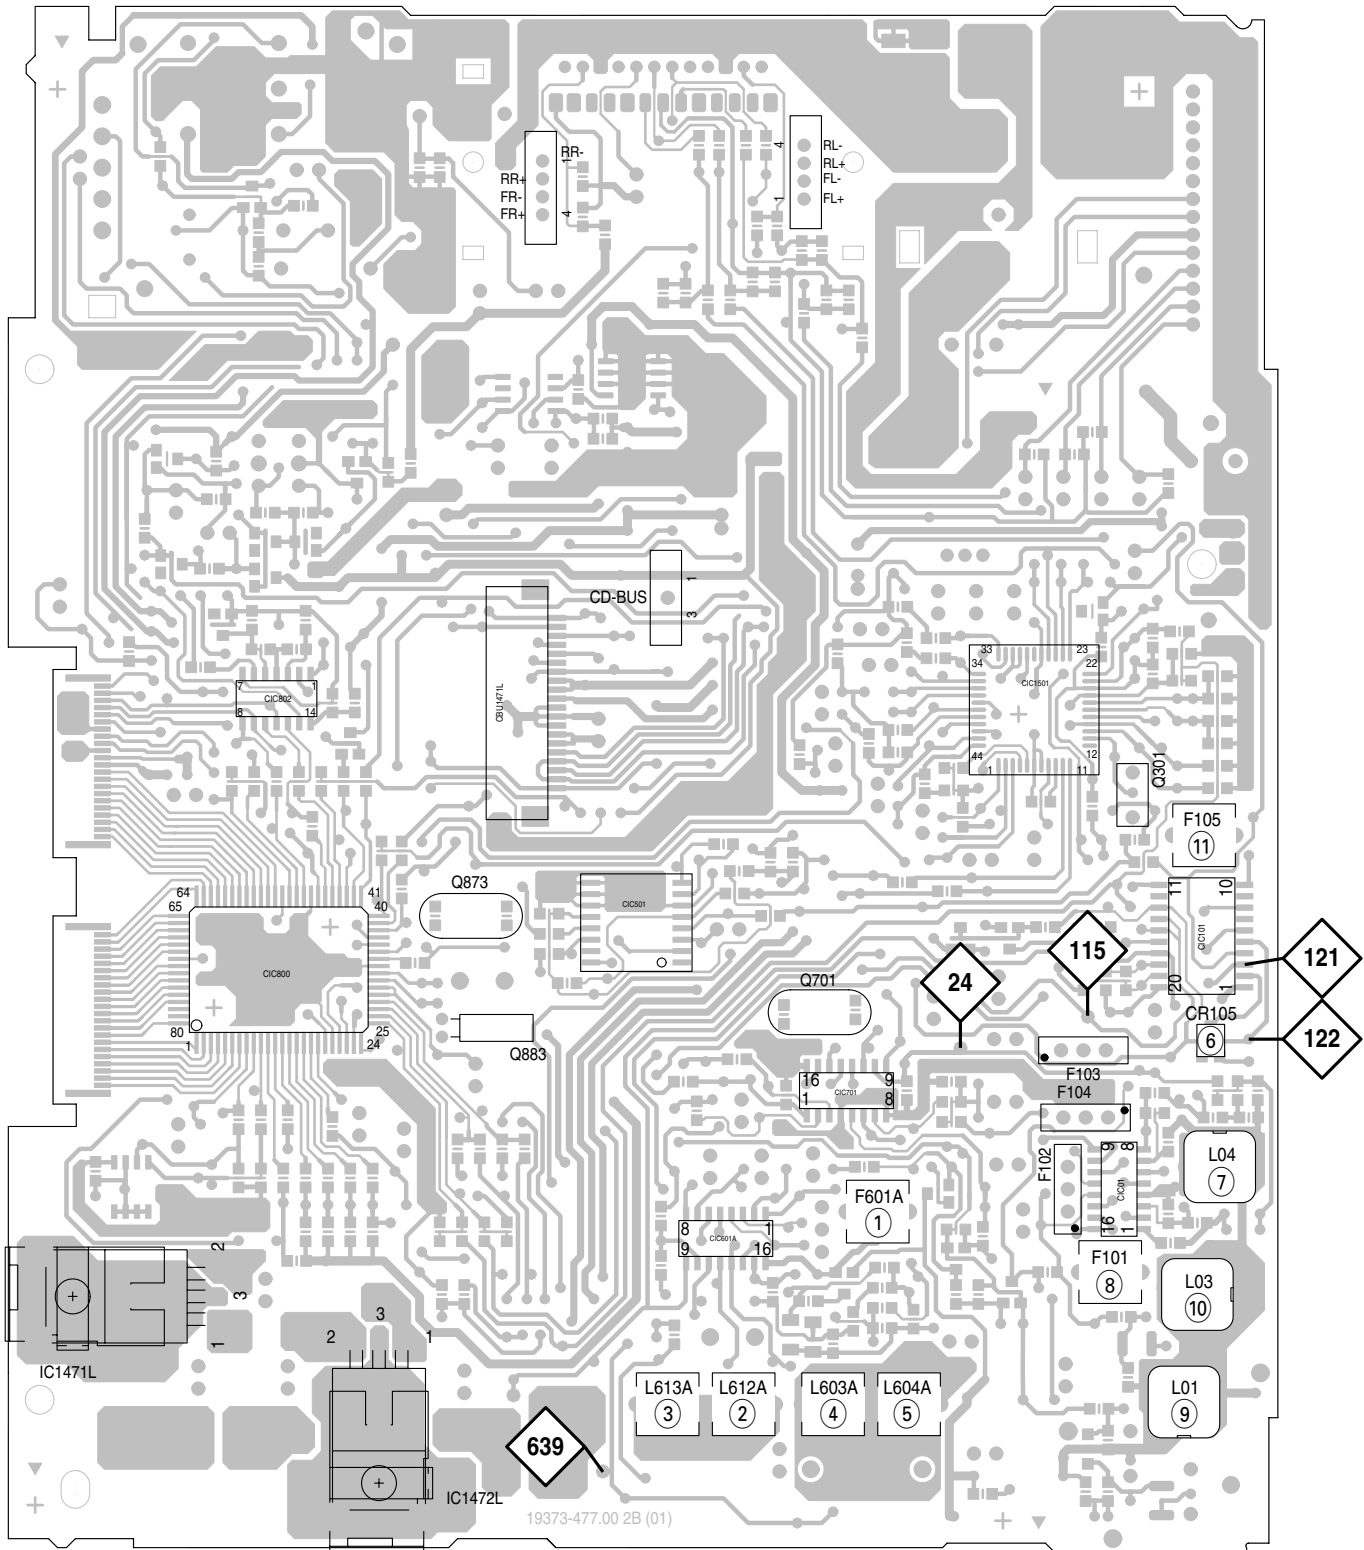 RR-
RR+
FR-
FR+
1
4
4
1
RL-
RL+
FL-
FL+
CD-BUS
1
3
CBU1471L
7
1
CIC802
8
14
33
23
34
22
CIC1501
44
12
1
11
Q301
F105
11
64
41
65
40
CIC800
80
25
1
24
Q873
CIC501
Q883
Q701
24
115
11
10
CIC101
20
1
121
CR105
6
122
16
9
CIC701
1
8
F103
F104
F102
9
8
CIC01
16
1
L04
7
F601A
1
8
1
CIC601A
9
16
F101
8
L03
10
2
3
1
IC1471L
2
3
1
IC1472L
L613A
3
L612A
2
L603A
4
L604A
5
L01
9
639
19373-477.00 2B (01)